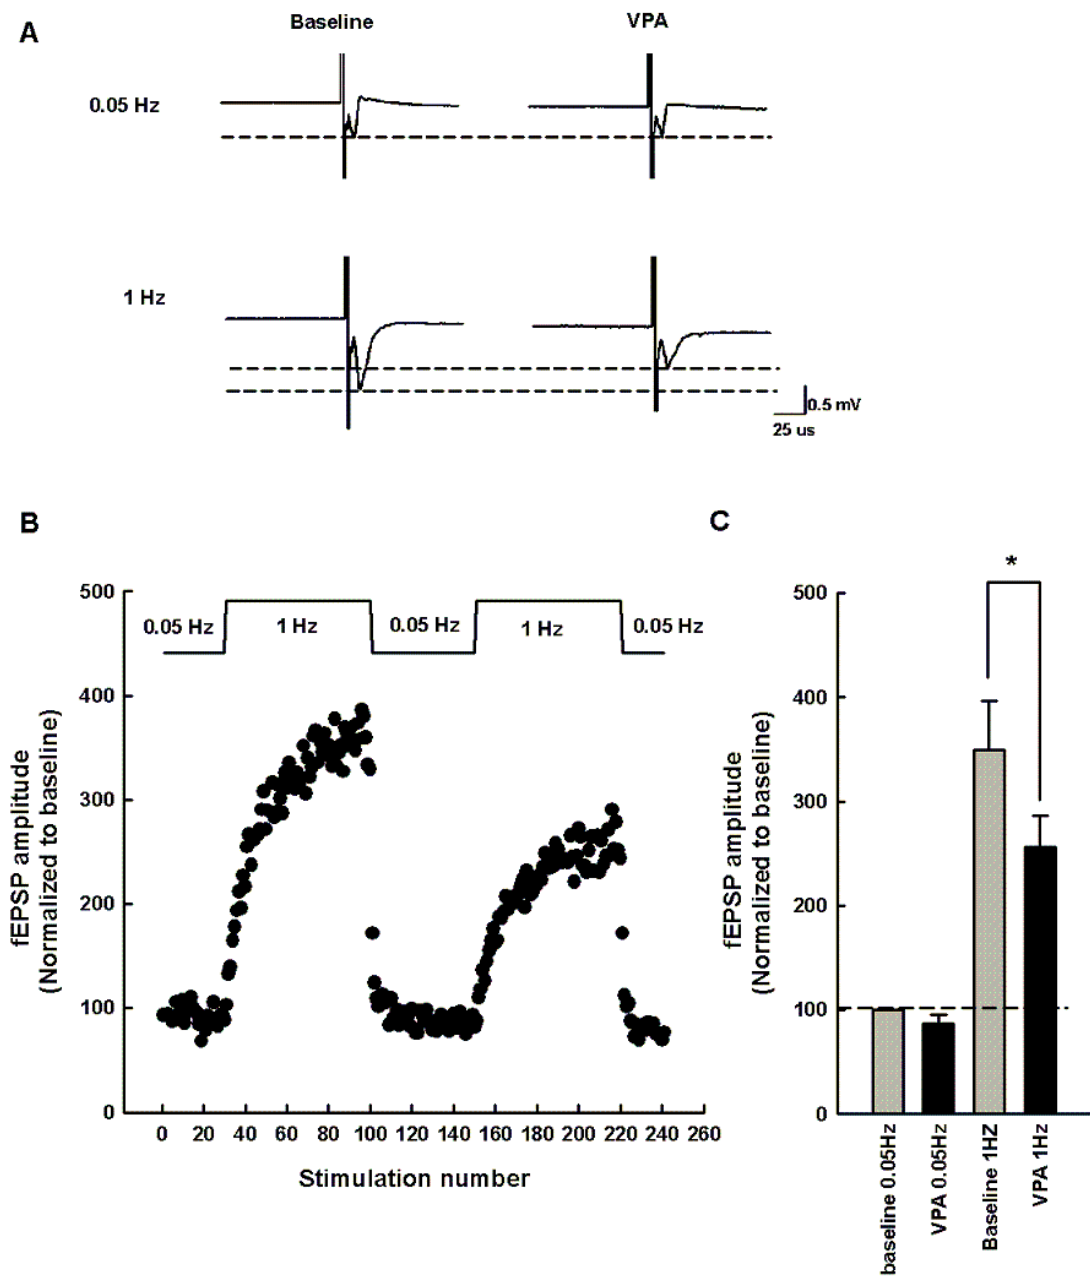 A
Baseline
VPA
0.05 Hz
1 Hz
0.5 mV
25 us
B
C
500
400
300
200
100
0
fEPSP amplitude
(Normalized to baseline)
0.05 Hz
1 Hz
0.05 Hz
1 Hz
0.05 Hz
0 20 40 60 80 100 120 140 160 180 200 220 240 260
Stimulation number
500
400
300
200
100
0
fEPSP amplitude
(Normalized to baseline)
*
baseline 0.05Hz
VPA 0.05Hz
Baseline 1HZ
VPA 1Hz